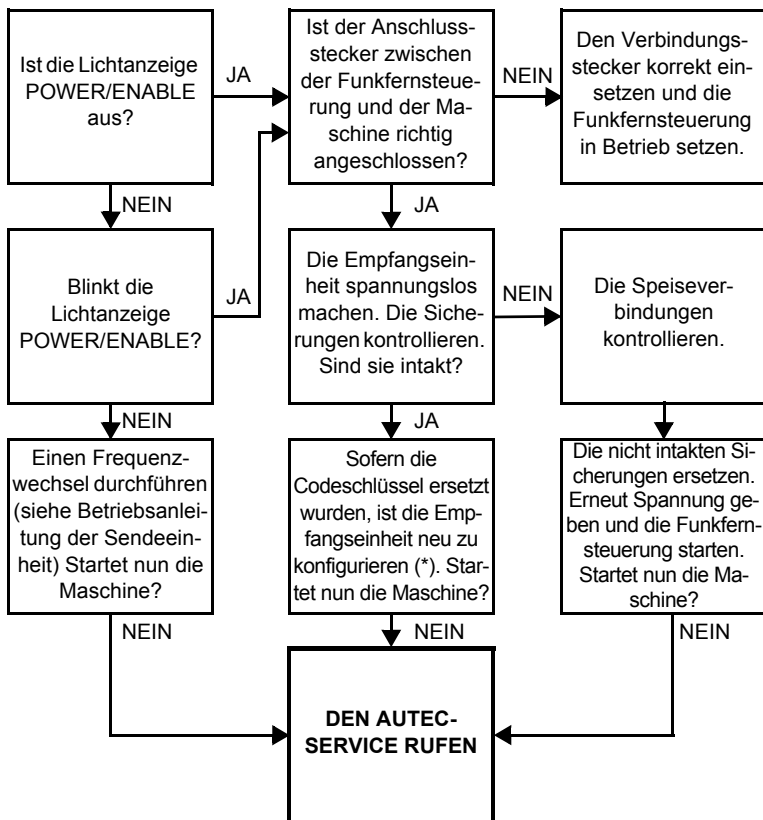 Ist die Lichtanzeige
POWER/ENABLE
aus?
JA
Ist der Anschluss-
stecker zwischen
der Funkfernsteue-
rung und der Ma-
schine richtig
angeschlossen?
NEIN
Den Verbindungs-
stecker korrekt ein-
setzen und die
Funkfernsteuerung
in Betrieb setzen.
NEIN
JA
Blinkt die
Lichtanzeige
POWER/ENABLE?
JA
Die Empfangsein-
heit spannungslos
machen. Die Siche-
rungen kontrollieren.
Sind sie intakt?
NEIN
Die Speisever-
bindungen
kontrollieren.
NEIN
JA
Einen Frequenz-
wechsel durchführen
(siehe Betriebsanlei-
tung der Sendeein-
heit) Startet nun die
Maschine?
Sofern die
Codeschlüssel ersetzt
wurden, ist die Emp-
fangseinheit neu zu
konfigurieren (*). Star-
tet nun die Maschine?
Die nicht intakten Si-
cherungen ersetzen.
Erneut Spannung ge-
ben und die Funkfern-
steuerung starten.
Startet nun die Ma-
schine?
NEIN
NEIN
NEIN
DEN AUTEC-
SERVICE RUFEN